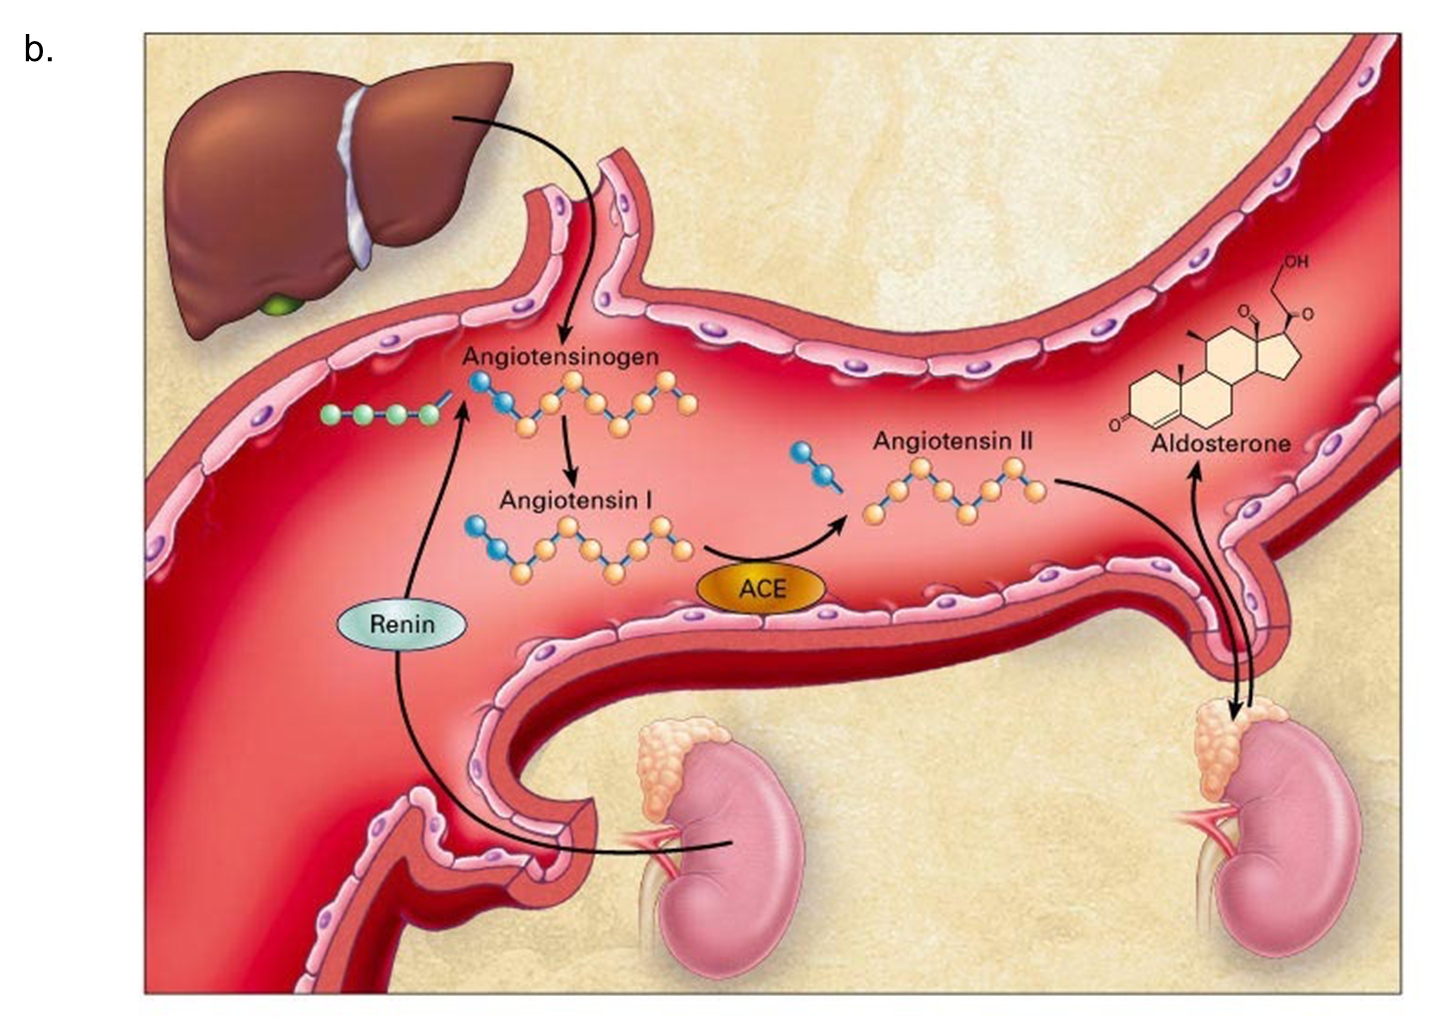 b.
Angiotensinogen
Angiotensin I
Renin
ACE
Angiotensin II
OH
O
O
O
Aldosterone